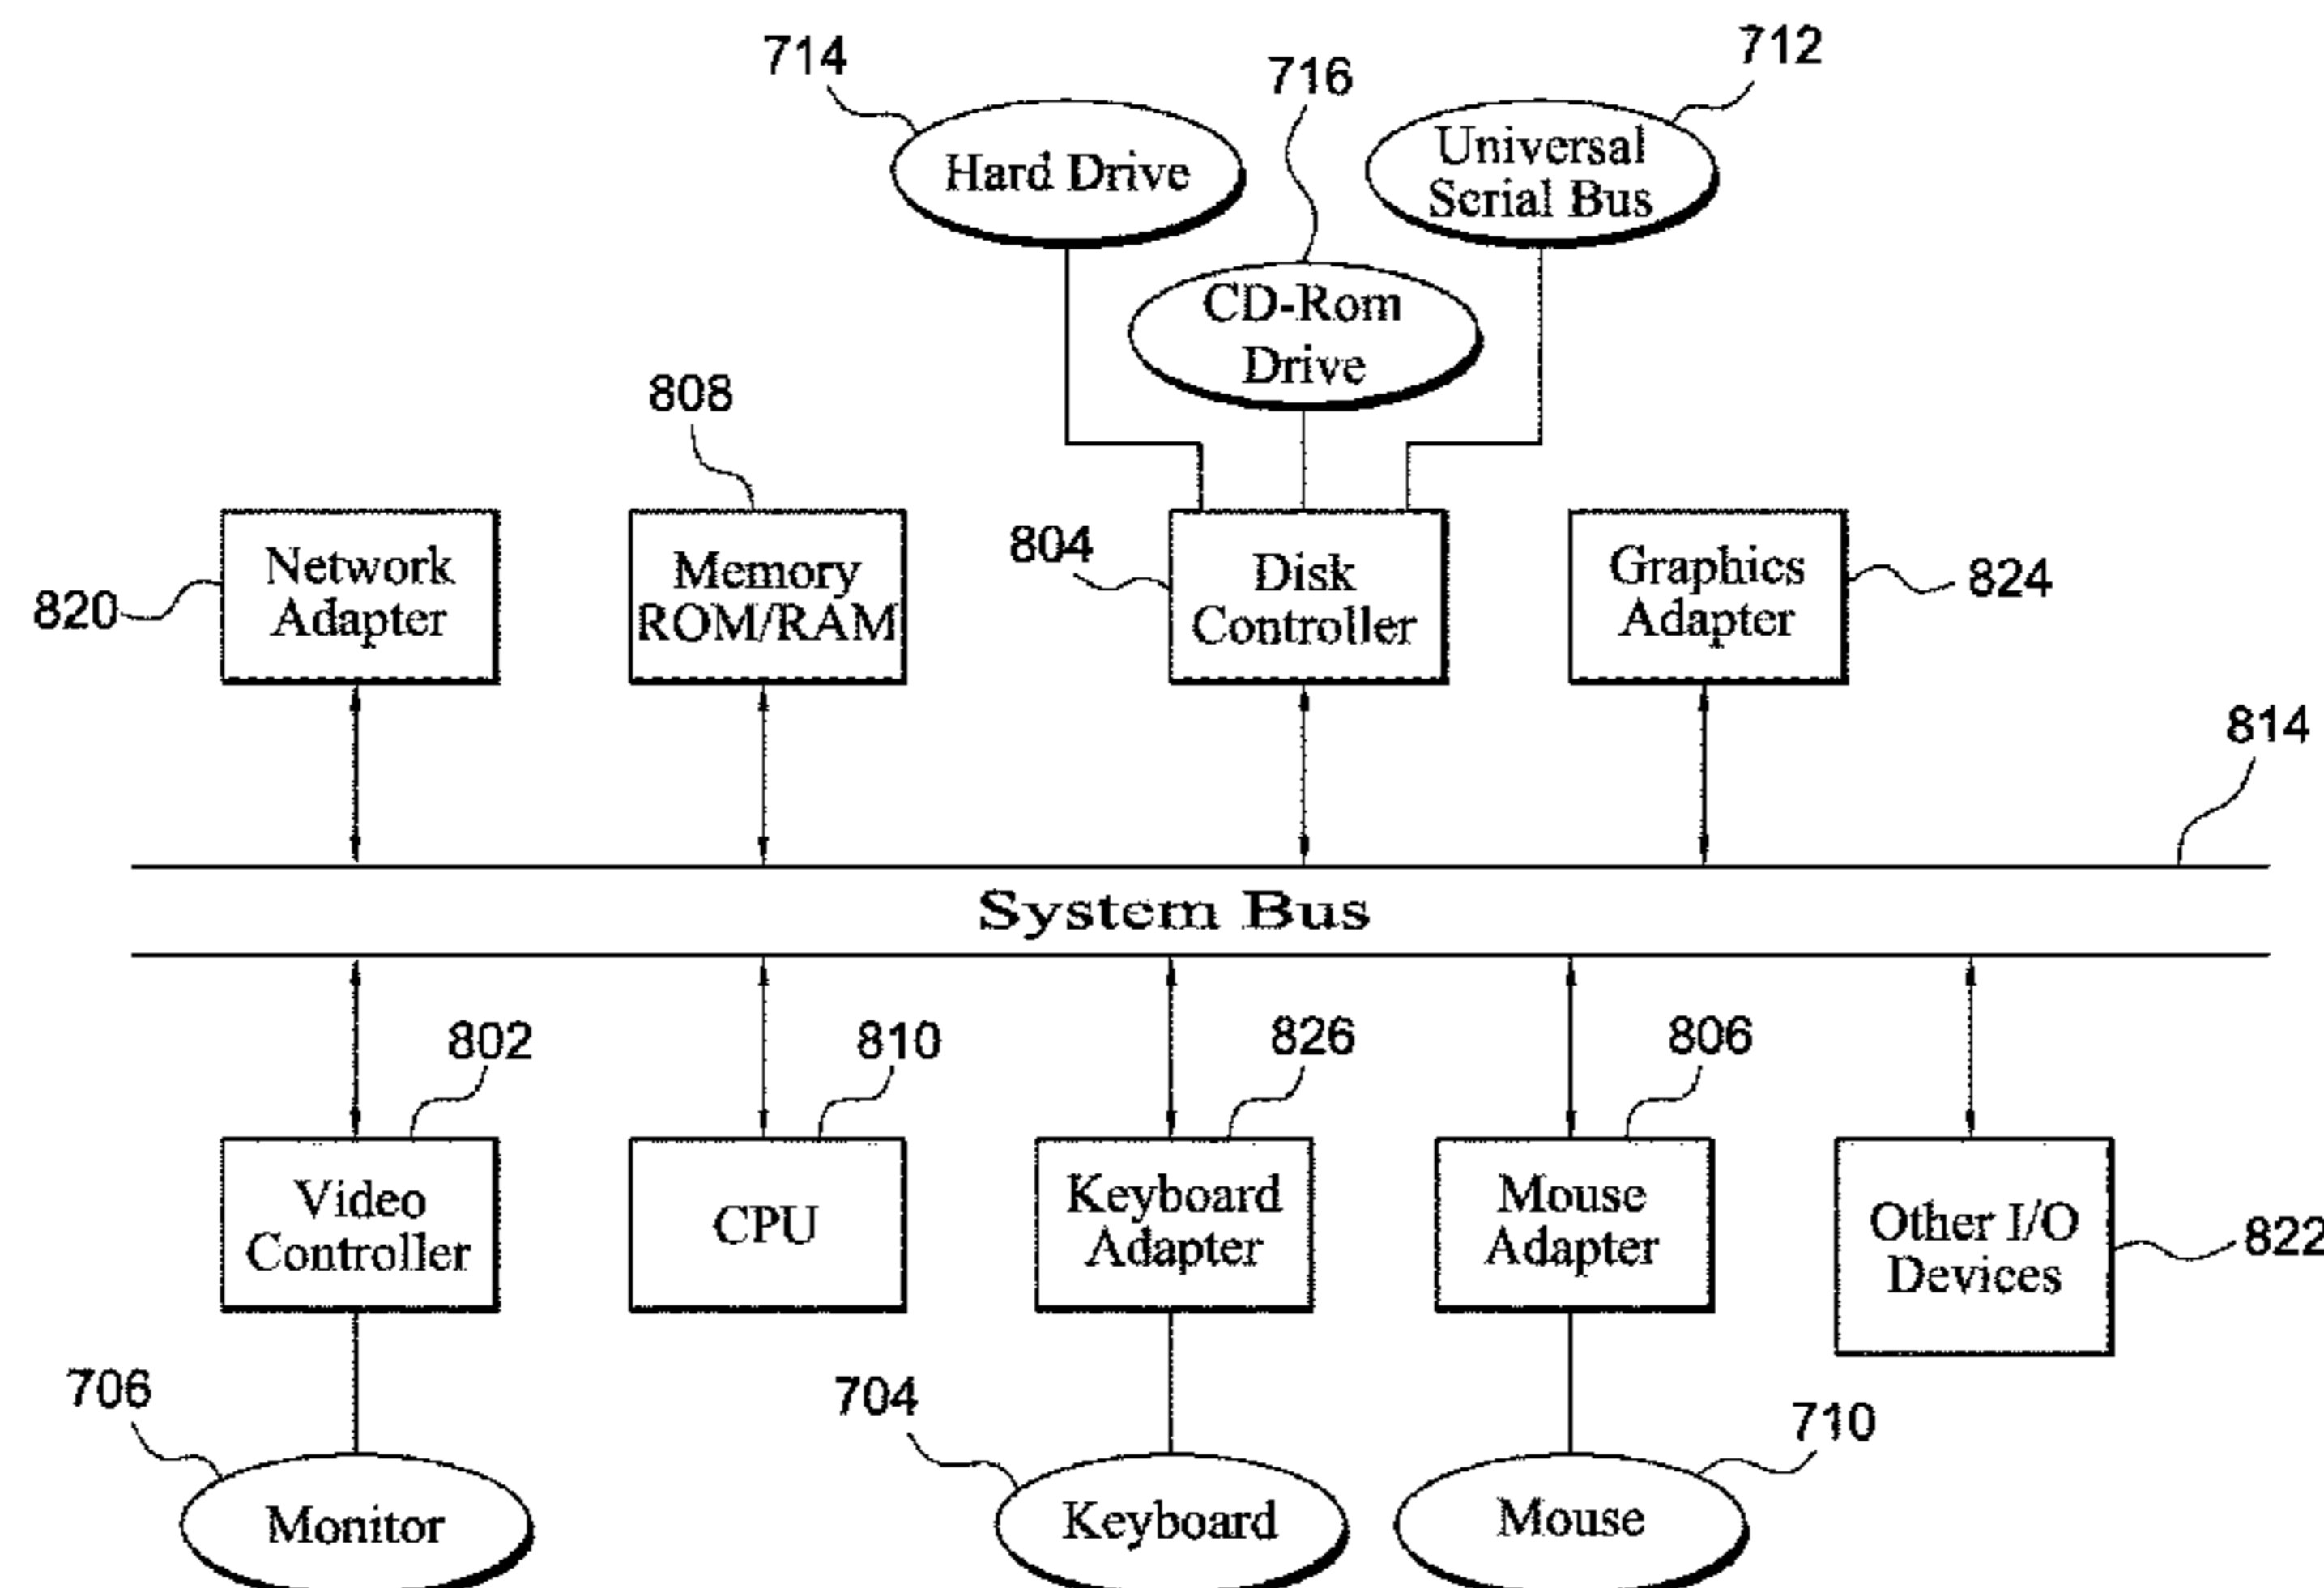 714
716
712
Hard Drive
Universal
Serial Bus
CD-Rom
Drive
808
804
820
Network
Adapter
Memory
ROM/RAM
Disk
Controller
Graphics
Adapter
824
814
System Bus
802
810
826
806
Video
Controller
CPU
Keyboard
Adapter
Mouse
Adapter
Other I/O
Devices
822
706
704
710
Monitor
Keyboard
Mouse